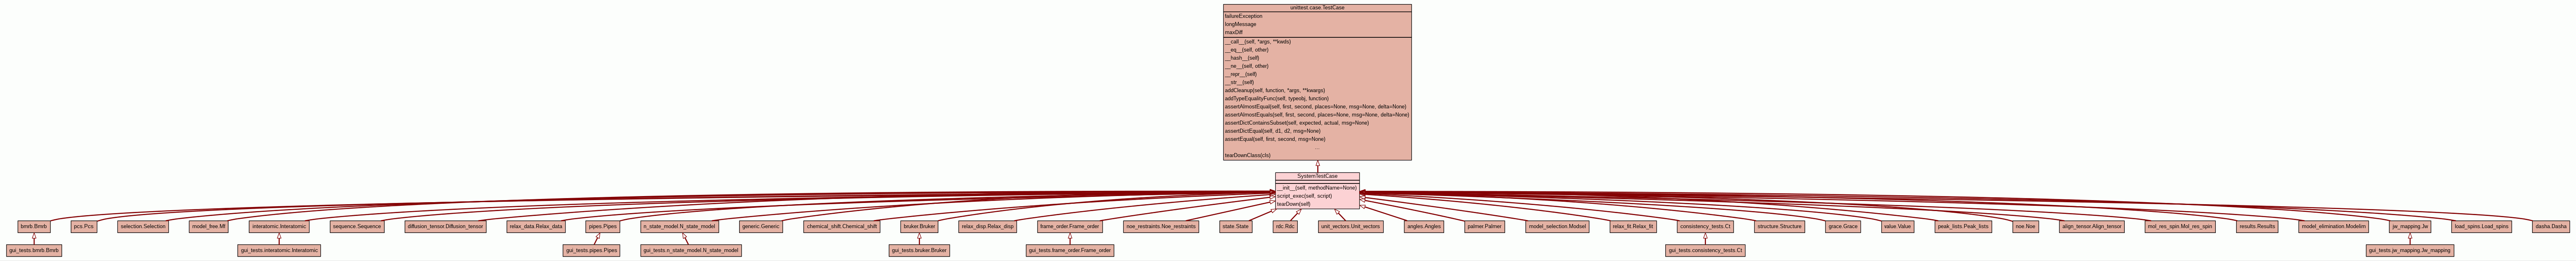 unittest.case.TestCase
failureException
longMessage
maxDiff
__call__(self, *args, **kwds)
__eq__(self, other)
__hash__(self)
__ne__(self, other)
__repr__(self)
__str__(self)
addCleanup(self, function, *args, **kwargs)
addTypeEqualityFunc(self, typeobj, function)
assertAlmostEqual(self, first, second, places=None, msg=None, delta=None)
assertAlmostEquals(self, first, second, places=None, msg=None, delta=None)
assertDictContainsSubset(self, expected, actual, msg=None)
assertDictEqual(self, d1, d2, msg=None)
assertEqual(self, first, second, msg=None)
...
tearDownClass(cls)
SystemTestCase
__init__(self, methodName=None)
script_exec(self, script)
tearDown(self)
bmrb.Bmrb
pcs.Pcs
selection.Selection
model_free.Mf
interatomic.Interatomic
sequence.Sequence
diffusion_tensor.Diffusion_tensor
relax_data.Relax_data
pipes.Pipes
n_state_model.N_state_model
generic.Generic
chemical_shift.Chemical_shift
bruker.Bruker
relax_disp.Relax_disp
frame_order.Frame_order
noe_restraints.Noe_restraints
state.State
rdc.Rdc
unit_vectors.Unit_vectors
angles.Angles
palmer.Palmer
model_selection.Modsel
relax_fit.Relax_fit
consistency_tests.Ct
structure.Structure
grace.Grace
value.Value
peak_lists.Peak_lists
noe.Noe
align_tensor.Align_tensor
mol_res_spin.Mol_res_spin
results.Results
model_elimination.Modelim
jw_mapping.Jw
load_spins.Load_spins
dasha.Dasha
gui_tests.bmrb.Bmrb
gui_tests.interatomic.Interatomic
gui_tests.pipes.Pipes
gui_tests.n_state_model.N_state_model
gui_tests.bruker.Bruker
gui_tests.frame_order.Frame_order
gui_tests.consistency_tests.Ct
gui_tests.jw_mapping.Jw_mapping